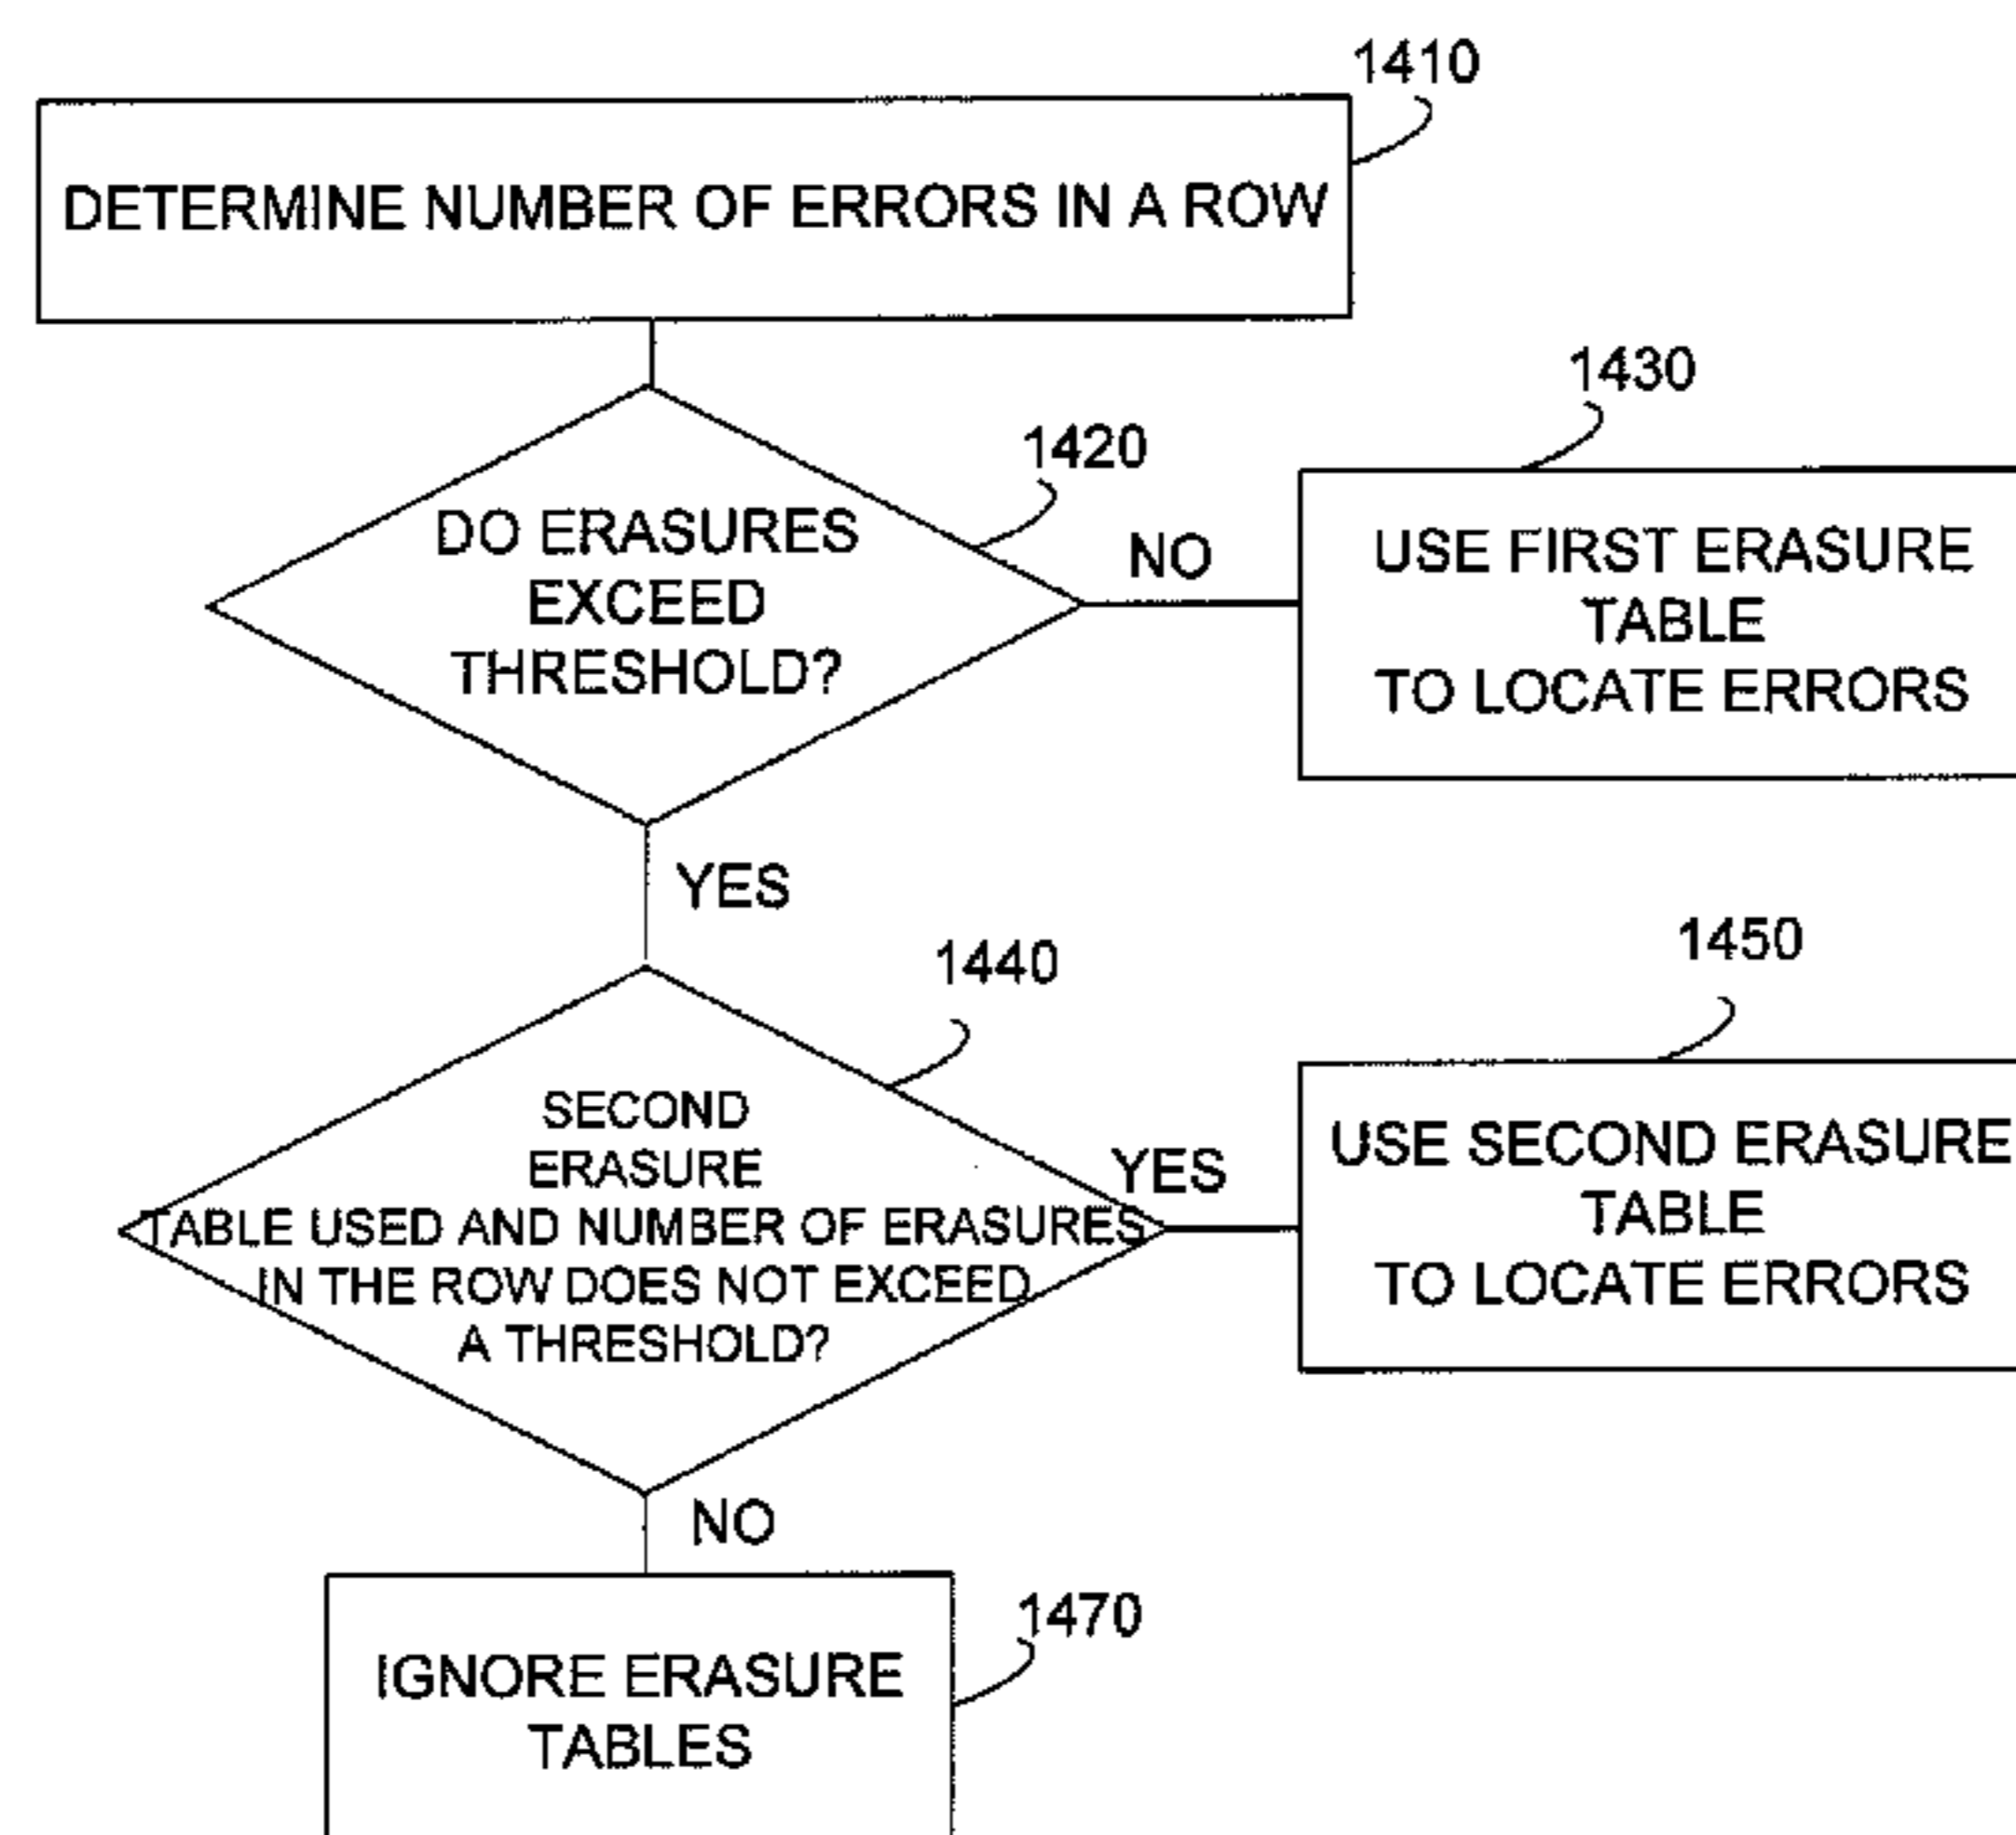 1410
DETERMINE NUMBER OF ERRORS IN A ROW
1430
1420
DO ERASURES
EXCEED
THRESHOLD?
NO
USE FIRST ERASURE
TABLE
TO LOCATE ERRORS
YES
1440
1450
SECOND
ERASURE
TABLE USED AND NUMBER OF ERASURES
IN THE ROW DOES NOT EXCEED
A THRESHOLD?
YES
USE SECOND ERASURE
TABLE
TO LOCATE ERRORS
NO
1470
IGNORE ERASURE
TABLES